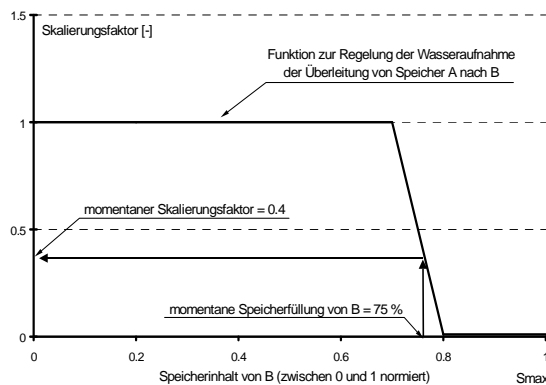 1.5
Skalierungsfaktor [-]
Funktion zur Regelung der Wasseraufnahme
der Überleitung von Speicher A nach B
1
momentaner Skalierungsfaktor = 0.4
0.5
momentane Speicherfüllung von B = 75 %
0
0 0.2 0.4 0.6 0.8 1
Speicherinhalt von B (zwischen 0 und 1 normiert) Smax